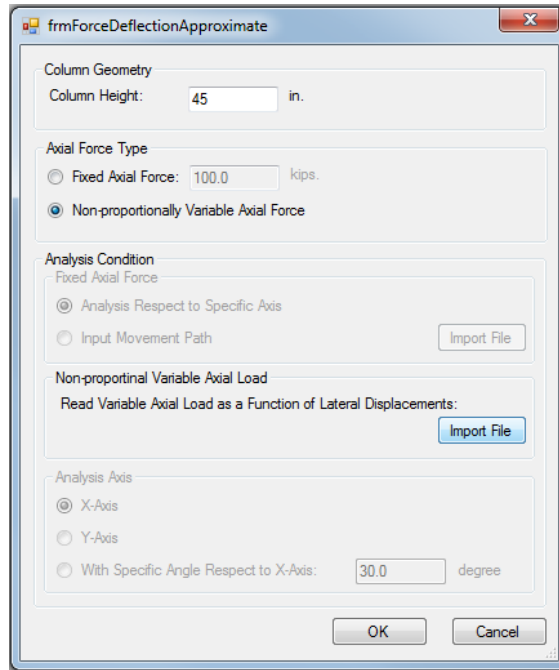 frmForceDeflectionApproximate
Column Geometry
Column Height: 45 in.
Axial Force Type
Fixed Axial Force: 100.0 kips.
Non-proportionally Variable Axial Force
Analysis Condition
Fixed Axial Force
Analysis Respect to Specific Axis
Input Movement Path Import File
Non-proportinal Variable Axial Load
Read Variable Axial Load as a Function of Lateral Displacements:
Import File
Analysis Axis
X-Axis
Y-Axis
With Specific Angle Respect to X-Axis: 30.0 degree
OK Cancel